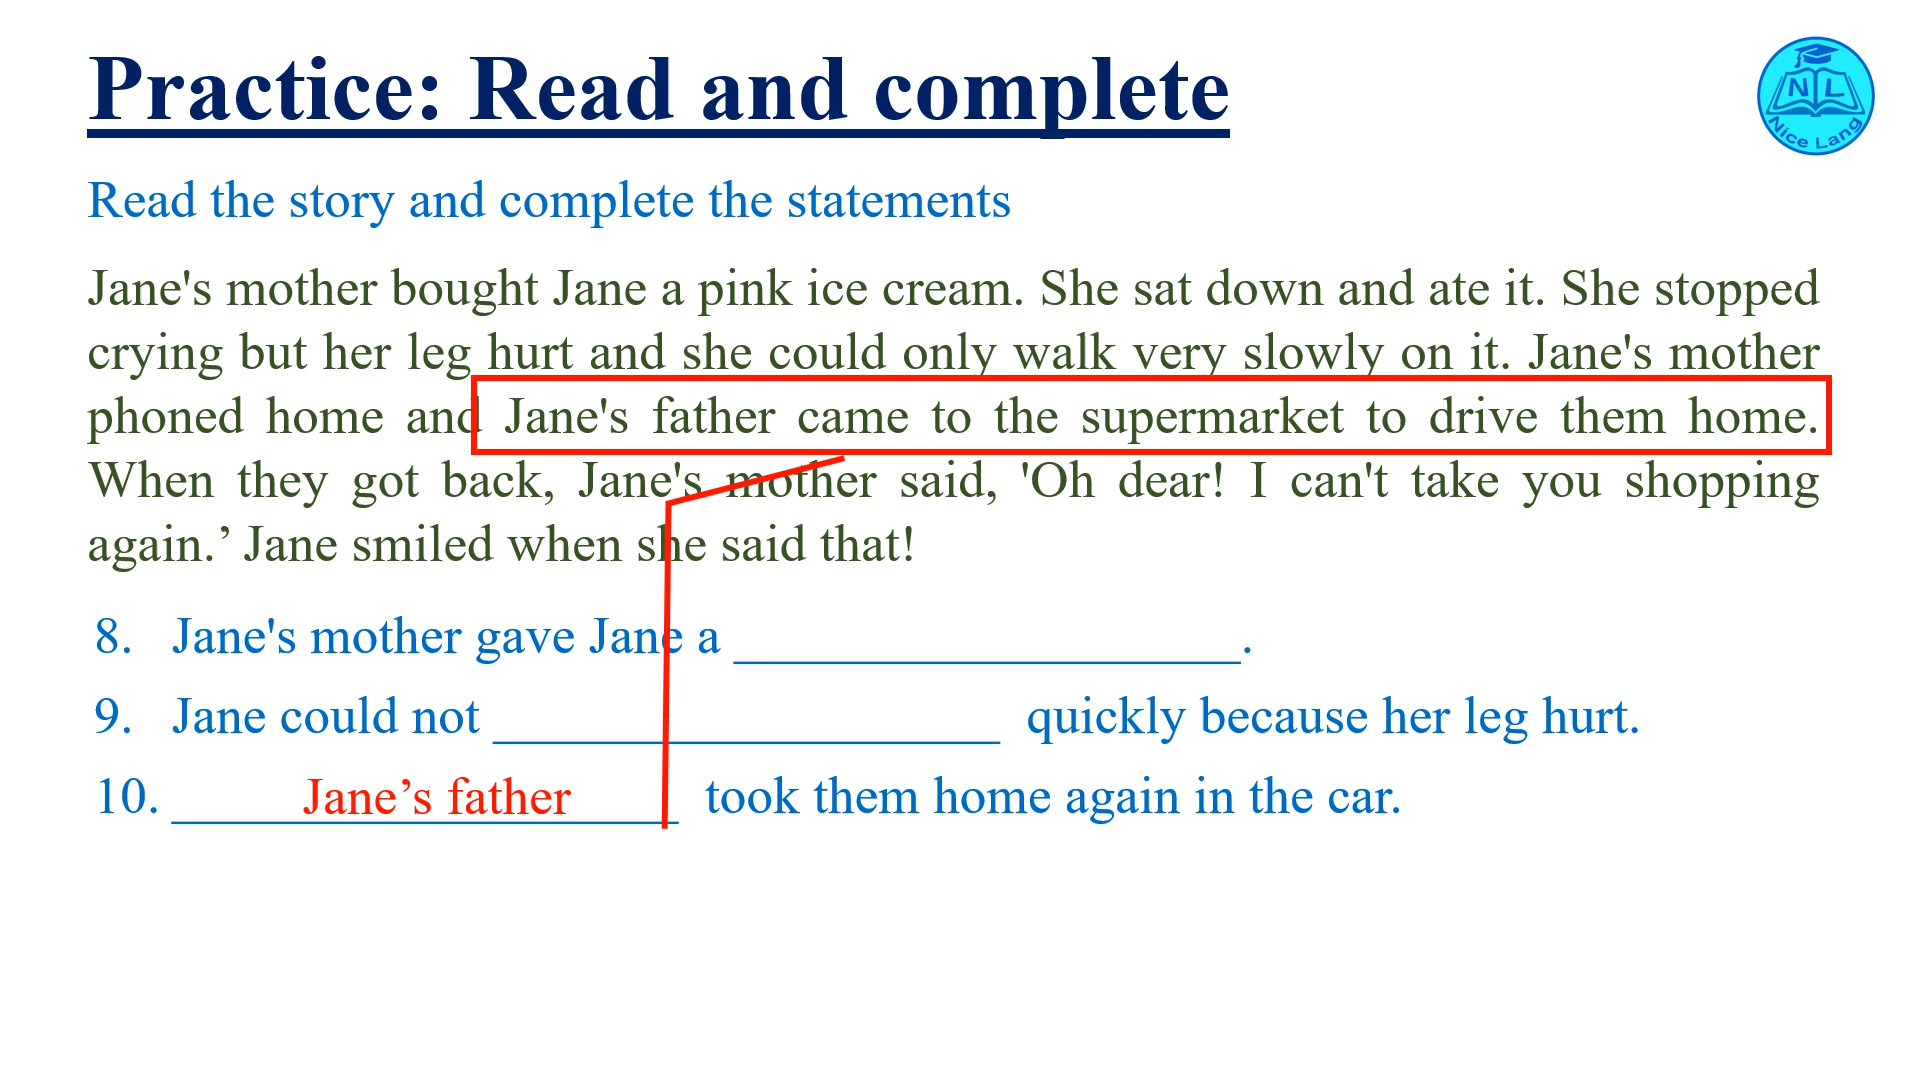 Practice: Read and complete
N L
Nice Lang
Read the story and complete the statements
Jane's mother bought Jane a pink ice cream. She sat down and ate it. She stopped
crying but her leg hurt and she could only walk very slowly on it. Jane's mother
phoned home and Jane's father came to the supermarket to drive them home.
When they got back, Jane's mother said, 'Oh dear! I can't take you shopping
again.’ Jane smiled when she said that!
8. Jane's mother gave Jane a ____________________.
9. Jane could not ____________________ quickly because her leg hurt.
10. Jane’s father took them home again in the car.